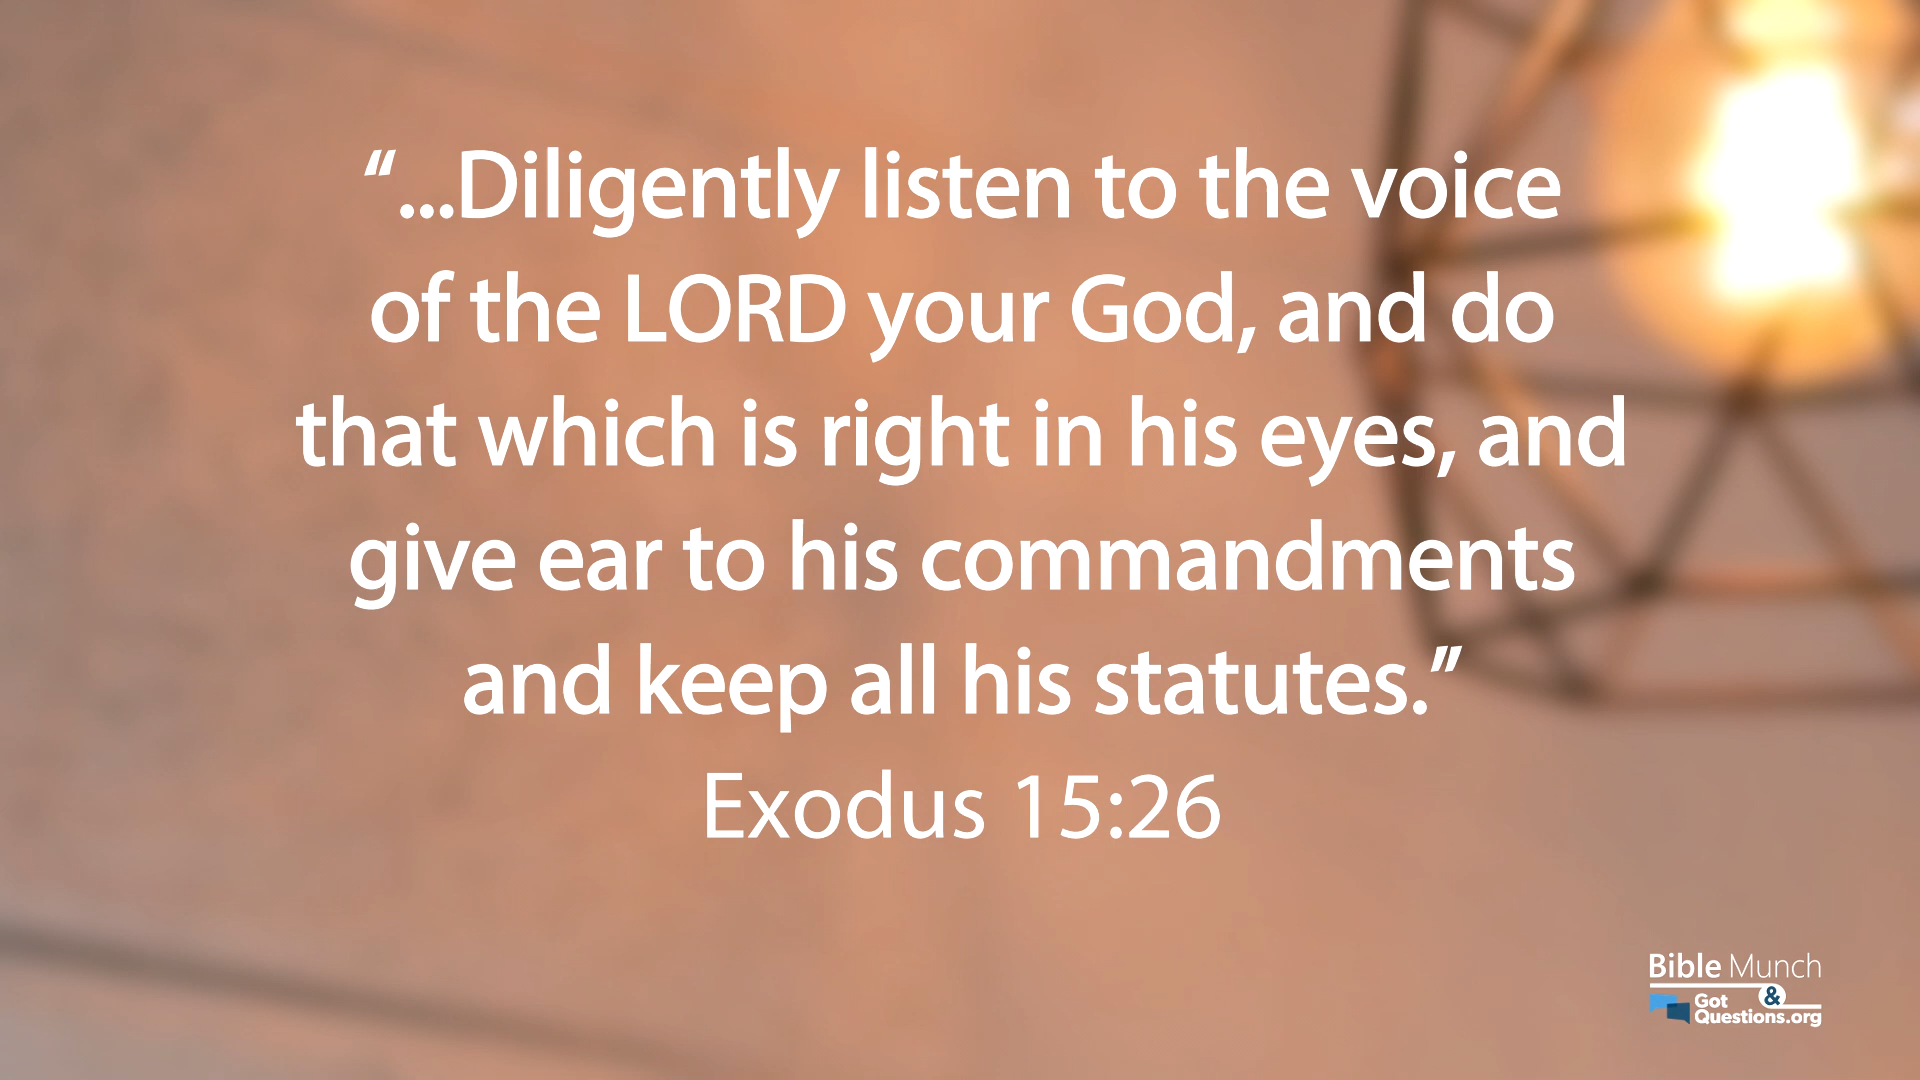 “...Diligently listen to the voice
of the LORD your God, and do
that which is right in his eyes, and
give ear to his commandments
and keep all his statutes.”
Exodus 15:26
Bible Munch
&
Got
Questions.org